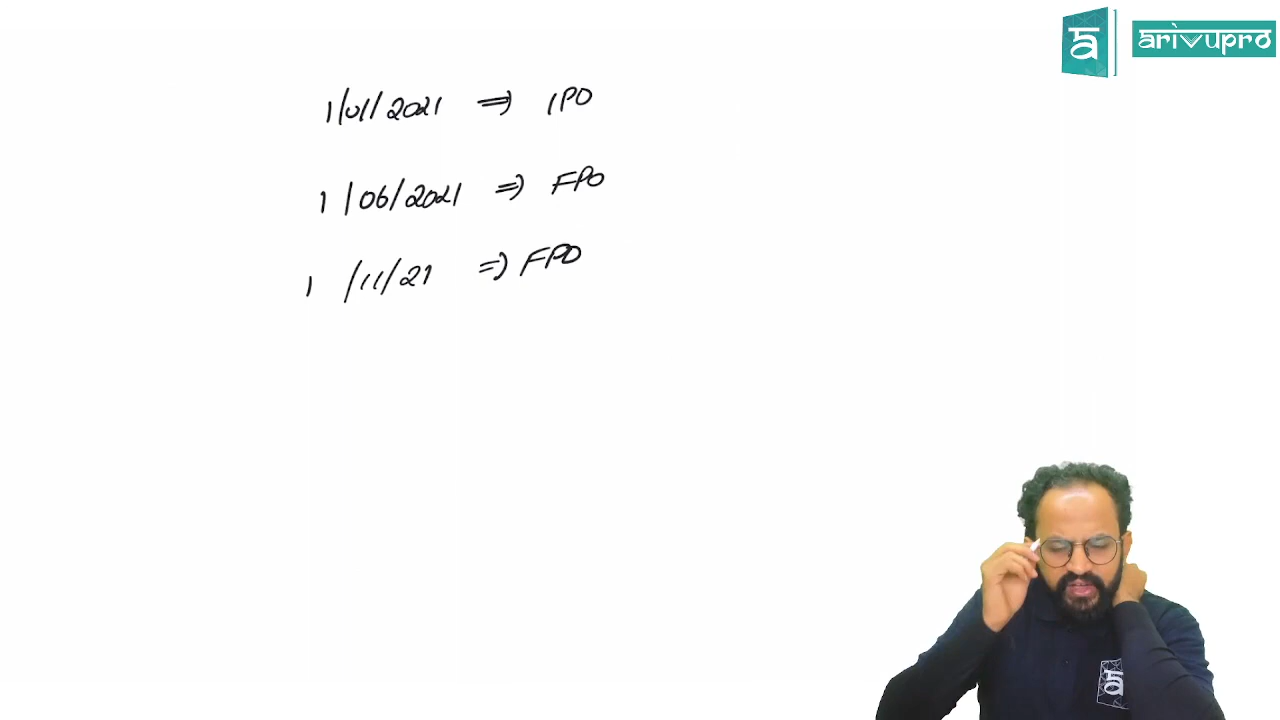 arivupro
1/01/2021 ⇒ IPO
1/06/2021 ⇒ FPO
1/11/21 ⇒ FPO